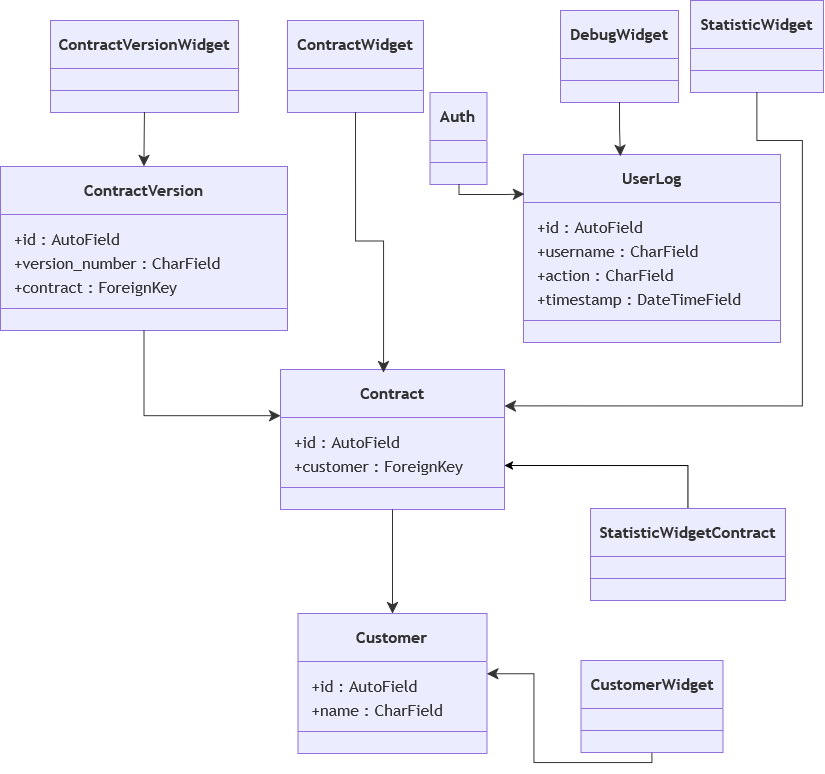 StatisticWidget
DebugWidget
ContractVersionWidget
ContractWidget
Auth
UserLog
+id : AutoField
+username : CharField
+action : CharField
+timestamp : DateTimeField
ContractVersion
+id : AutoField
+version_number : CharField
+contract : ForeignKey
Contract
+id : AutoField
+customer : ForeignKey
StatisticWidgetContract
Customer
+id : AutoField
+name : CharField
CustomerWidget